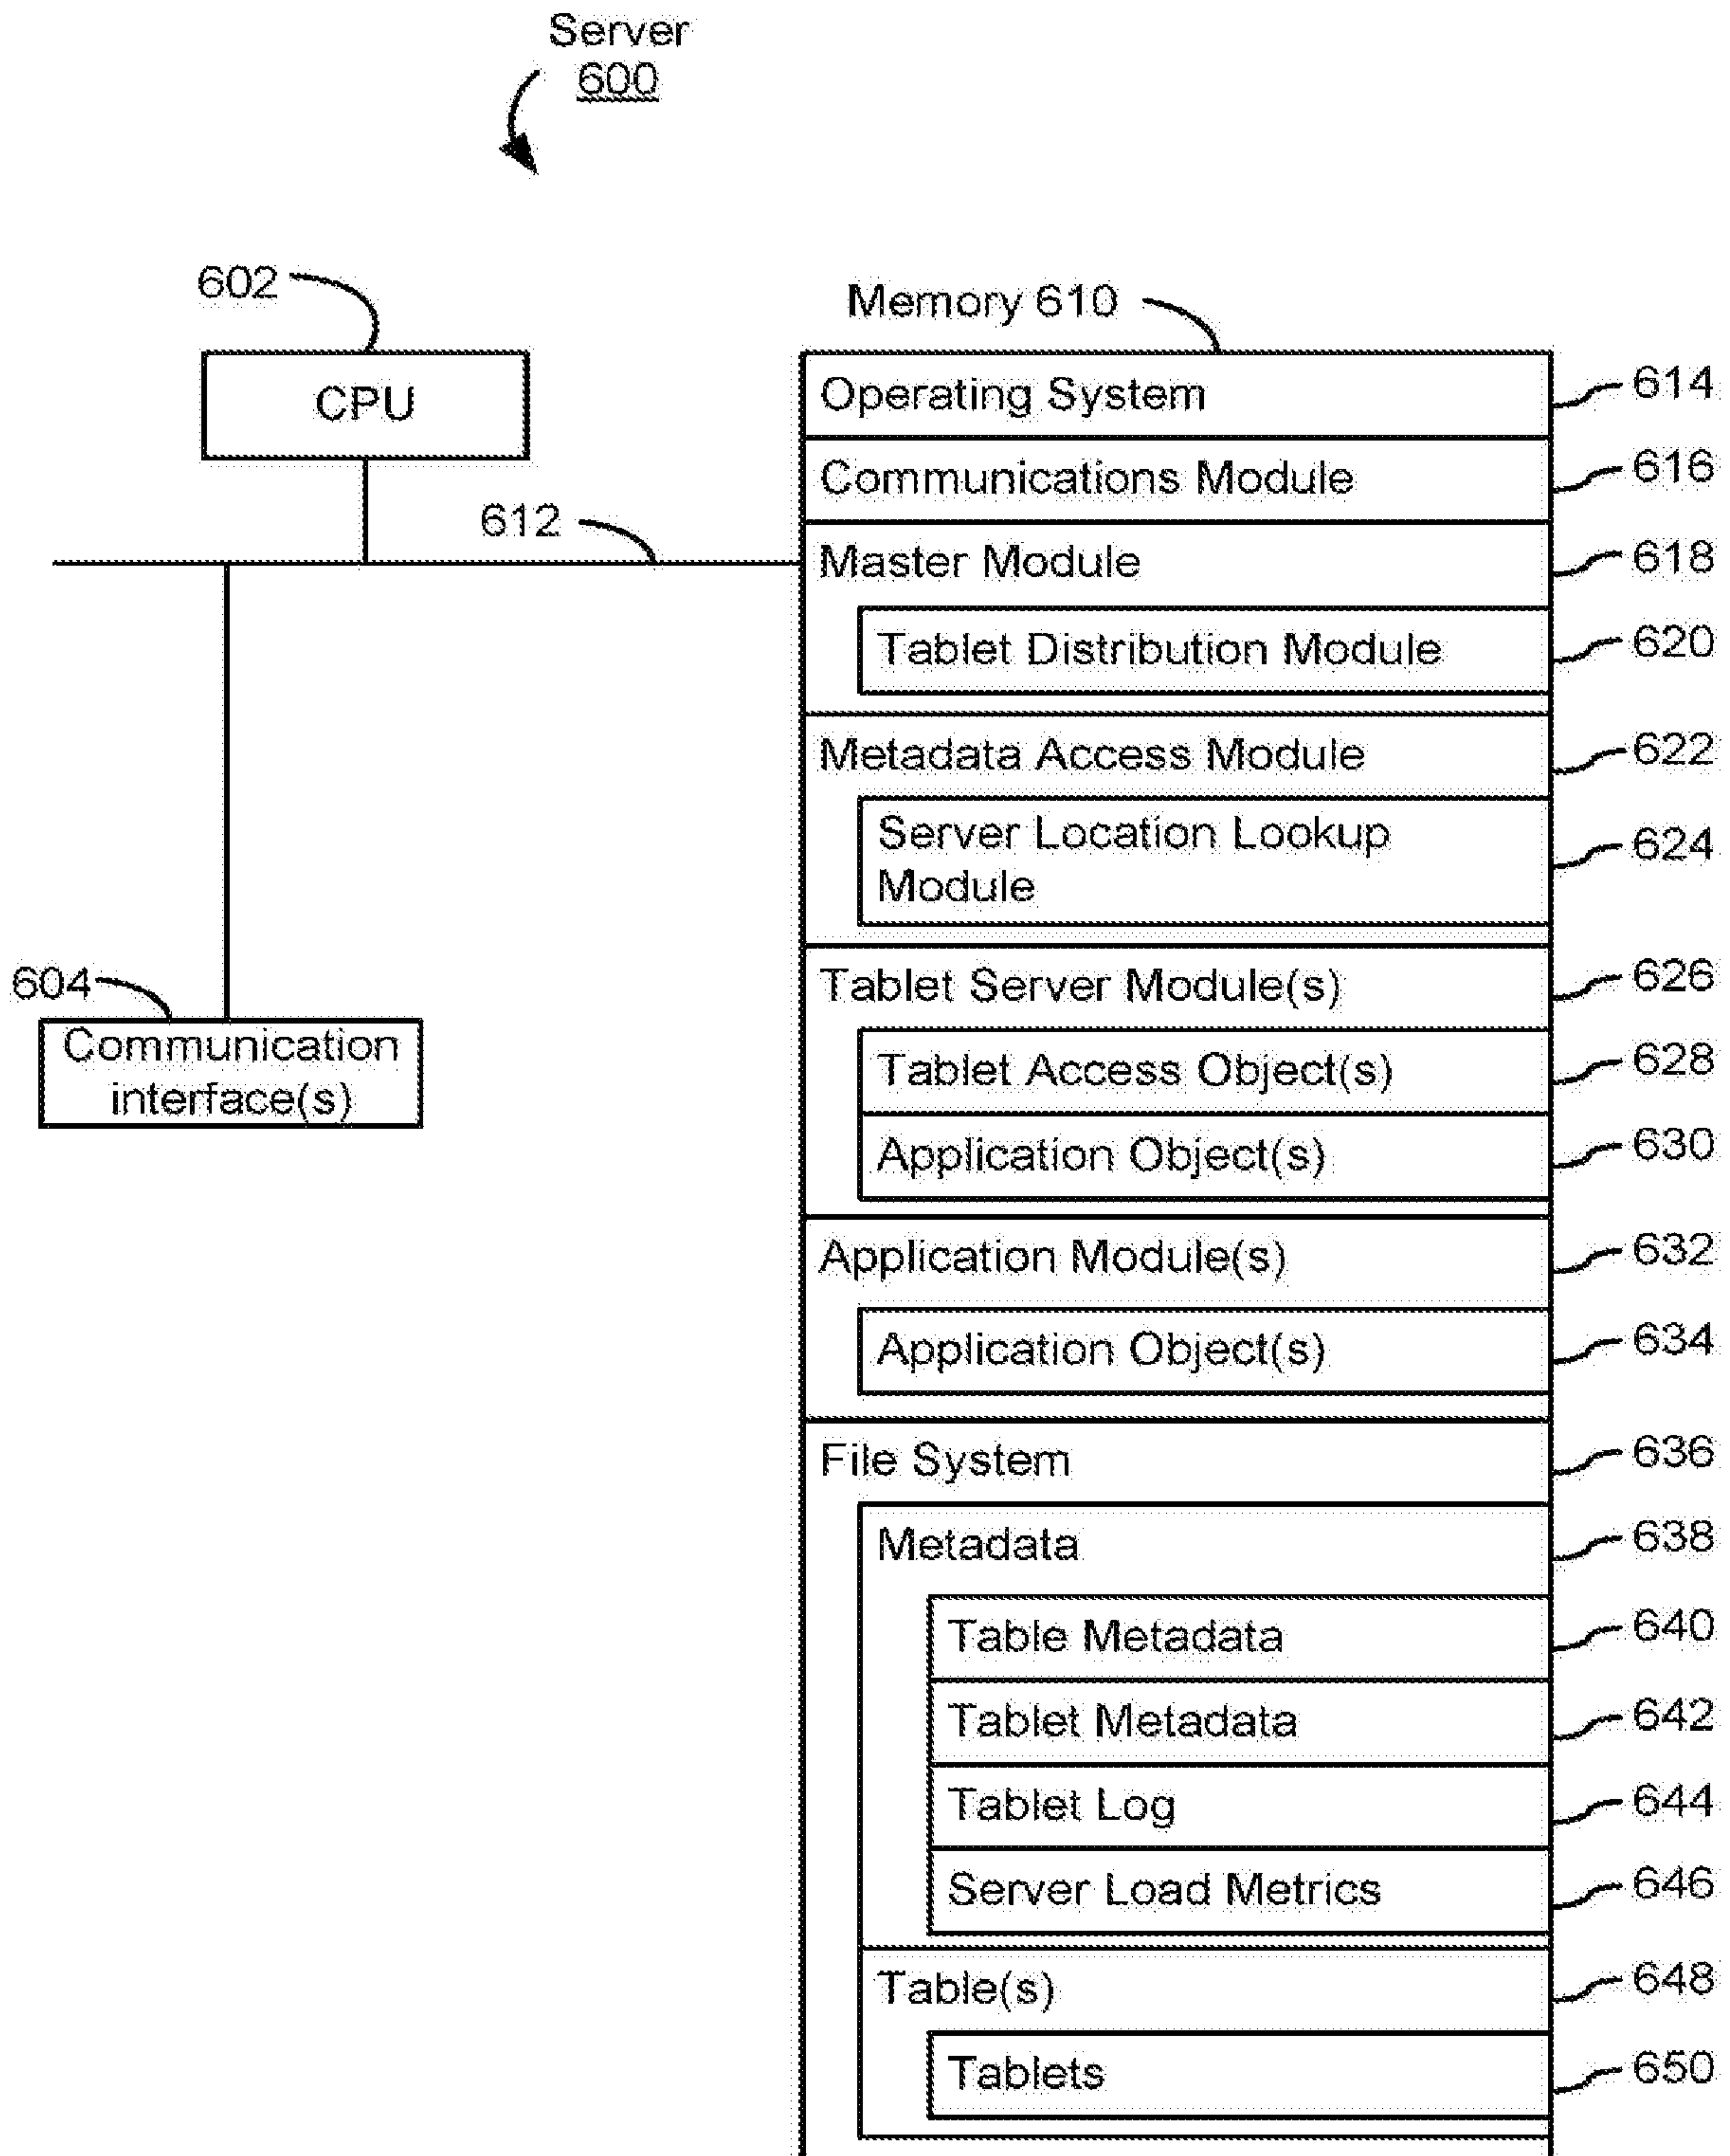 Server
600
602
CPU
612
604
Communication
interface(s)
Memory 610
Operating System
614
Communications Module
616
Master Module
618
Tablet Distribution Module
620
Metadata Access Module
622
Server Location Lookup
Module
624
Tablet Server Module(s)
626
Tablet Access Object(s)
628
Application Object(s)
630
Application Module(s)
632
Application Object(s)
634
File System
636
Metadata
638
Table Metadata
640
Tablet Metadata
642
Tablet Log
644
Server Load Metrics
646
Table(s)
648
Tablets
650